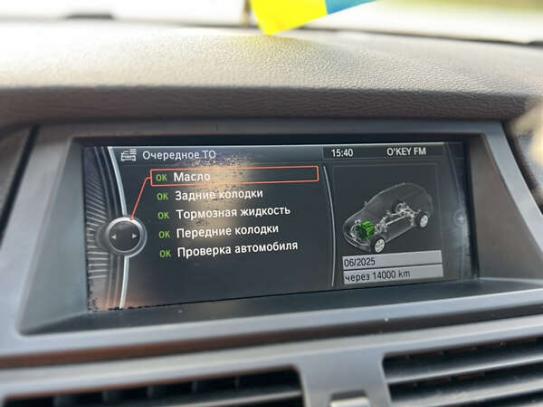 Очередное ТО 15:40 O'KEY FM
OK Масло
OK Задние колодки
OK Тормозная жидкость
OK Передние колодки
OK Проверка автомобиля
06/2025
через 14000 km